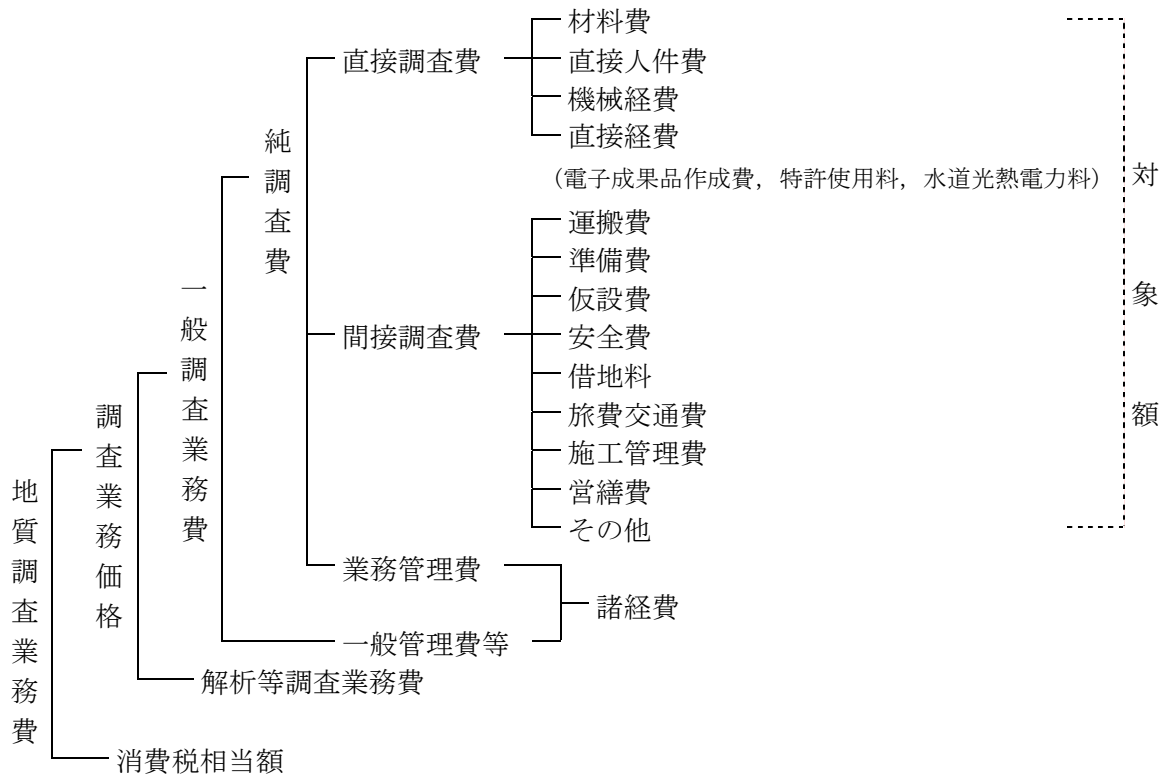 材料費
直接調査費
直接人件費
機械経費
直接経費
（電子成果品作成費，特許使用料，水道光熱電力料）
純調査費
運搬費
準備費
仮設費
間接調査費
安全費
借地料
旅費交通費
施工管理費
営繕費
その他
対象額
一般調査業務費
業務管理費
諸経費
一般管理費等
調査業務価格
解析等調査業務費
地質調査業務費
消費税相当額